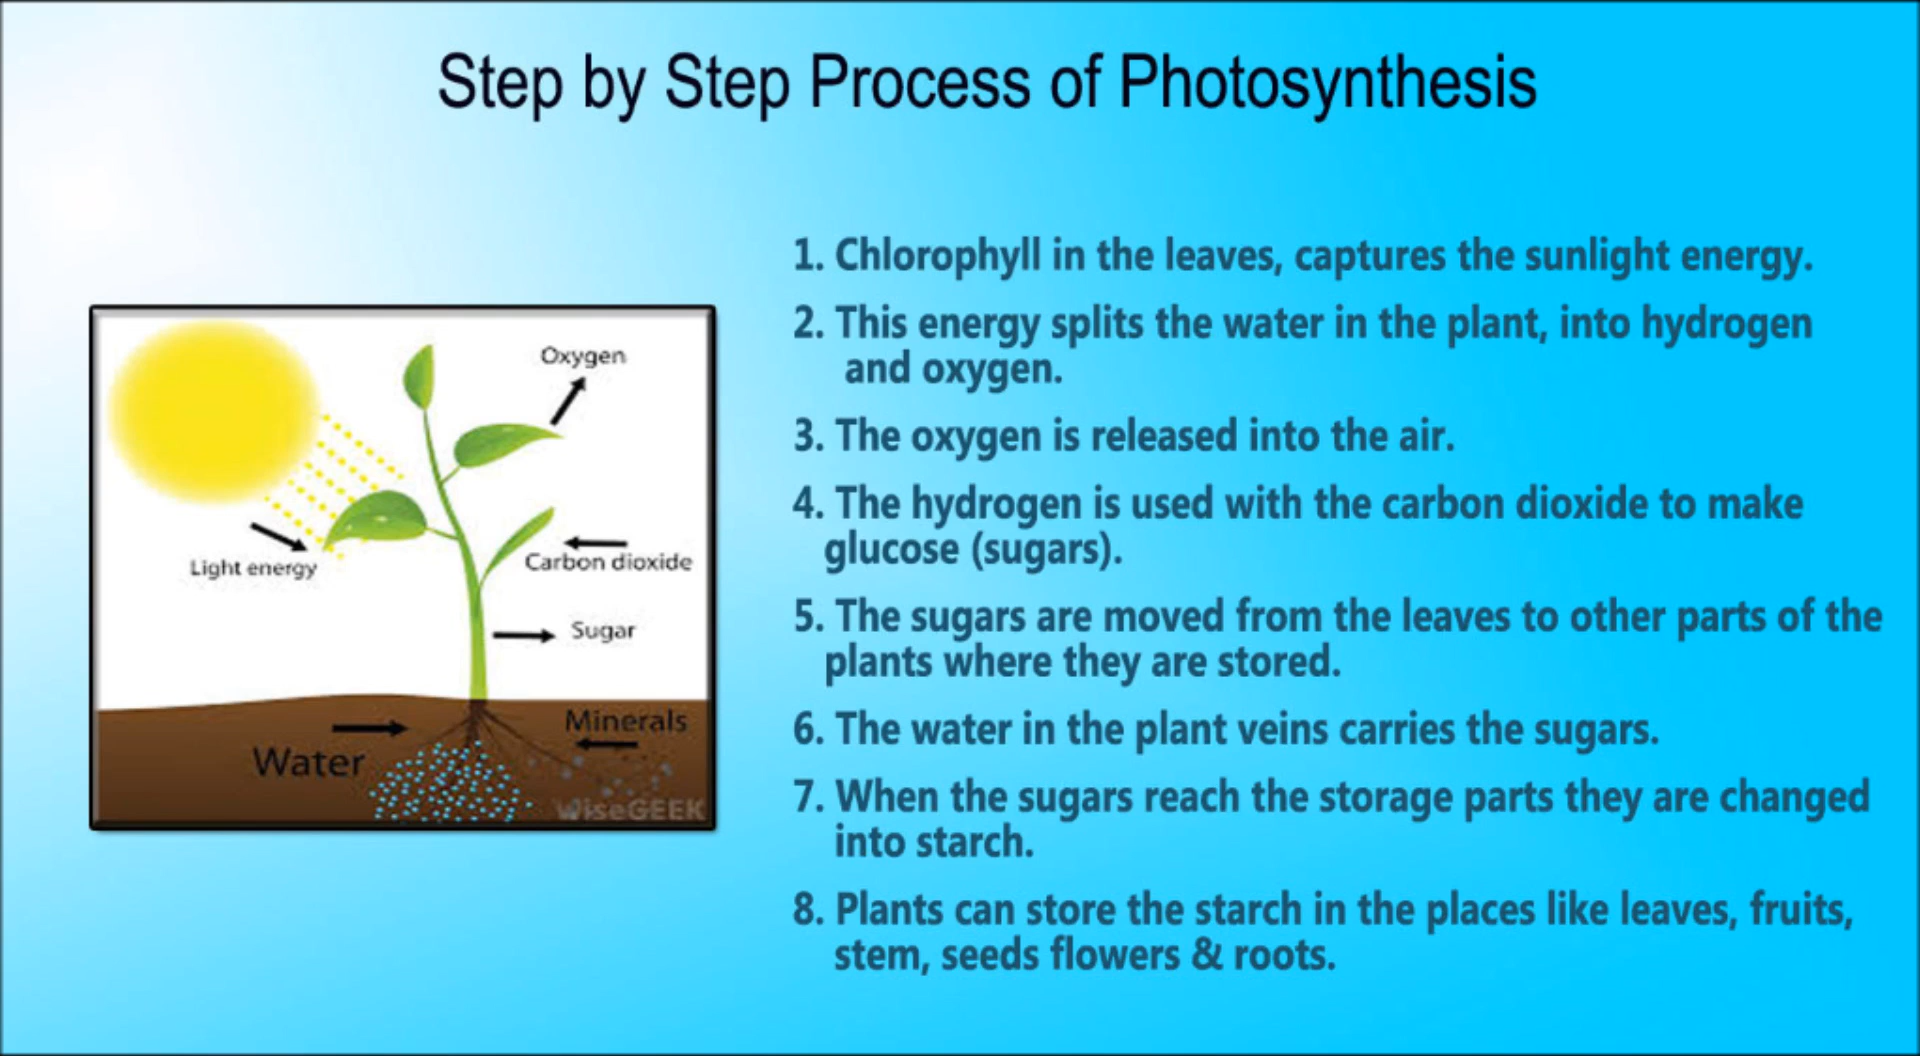 Step by Step Process of Photosynthesis
1. Chlorophyll in the leaves, captures the sunlight energy.
2. This energy splits the water in the plant, into hydrogen
and oxygen.
3. The oxygen is released into the air.
4. The hydrogen is used with the carbon dioxide to make
glucose (sugars).
5. The sugars are moved from the leaves to other parts of the
plants where they are stored.
6. The water in the plant veins carries the sugars.
7. When the sugars reach the storage parts they are changed
into starch.
8. Plants can store the starch in the places like leaves, fruits,
stem, seeds flowers & roots.
Oxygen
Light energy
Carbon dioxide
Sugar
Minerals
Water
wiseGEEK